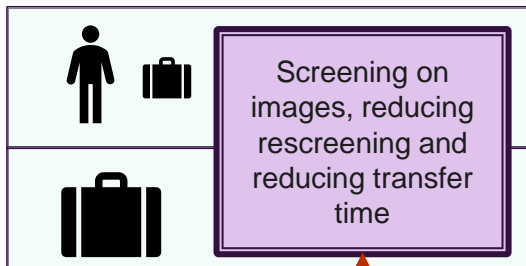 Screening on
images, reducing
rescreening and
reducing transfer
time